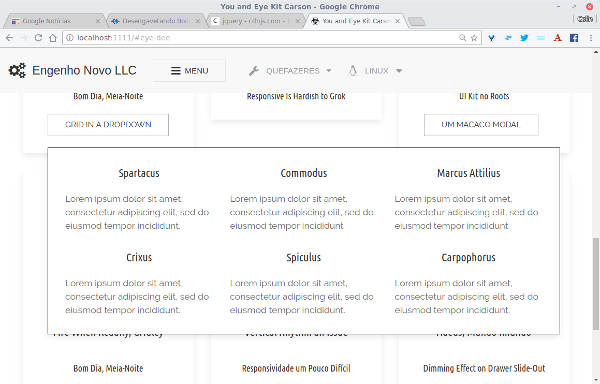 You and Eye Kit Carson - Google Chrome
Google Notícias
Desengavetando Boo
jquery - cdnjs.com -
You and Eye Kit Carso
localhost:1111/#eye-dee
Engenho Novo LLC
MENU
QUEFAZERES
LINUX
Bom Dia, Meia-Noite
Responsive Is Hardish to Grok
UI Kit no Roots
GRID IN A DROPDOWN
UM MACACO MODAL
Spartacus
Commodus
Marcus Attilius
Lorem ipsum dolor sit amet,
consectetur adipiscing elit, sed do
eiusmod tempor incididunt.
Lorem ipsum dolor sit amet,
consectetur adipiscing elit, sed do
eiusmod tempor incididunt
Lorem ipsum dolor sit amet,
consectetur adipiscing elit, sed do
eiusmod tempor incididunt.
Crixus
Spiculus
Carpophorus
Lorem ipsum dolor sit amet,
consectetur adipiscing elit, sed do
eiusmod tempor incididunt.
Lorem ipsum dolor sit amet,
consectetur adipiscing elit, sed do
eiusmod tempor incididunt.
Lorem ipsum dolor sit amet,
consectetur adipiscing elit, sed do
eiusmod tempor incididunt.
Bom Dia, Meia-Noite
Responsividade um Pouco Difícil
Dimming Effect on Drawer Slide-Out